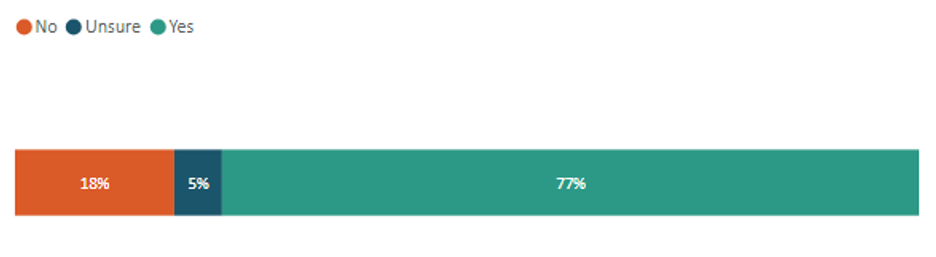 No Unsure Yes
18% 5% 77%